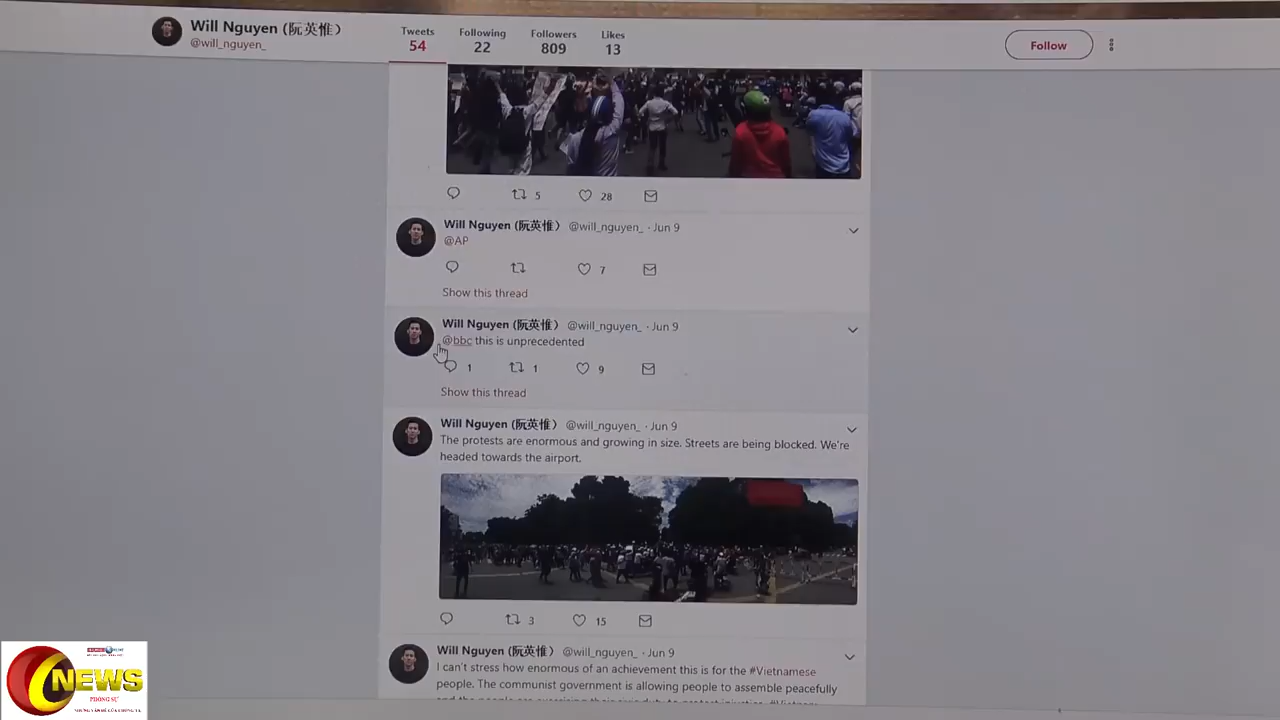 Will Nguyen (阮英惟)
@will_nguyen_
Tweets
54
Following
22
Followers
809
Likes
13
Follow
5
28
Will Nguyen (阮英惟) @will_nguyen_ · Jun 9
@AP
7
Show this thread
Will Nguyen (阮英惟) @will_nguyen_ · Jun 9
@bbc this is unprecedented
1
1
9
Show this thread
Will Nguyen (阮英惟) @will_nguyen_ · Jun 9
The protests are enormous and growing in size. Streets are being blocked. We're
headed towards the airport.
3
15
Will Nguyen (阮英惟) @will_nguyen_ · Jun 9
I can't stress how enormous of an achievement this is for the #Vietnamese
people. The communist government is allowing people to assemble peacefully
NEWS
PHÓNG SỰ